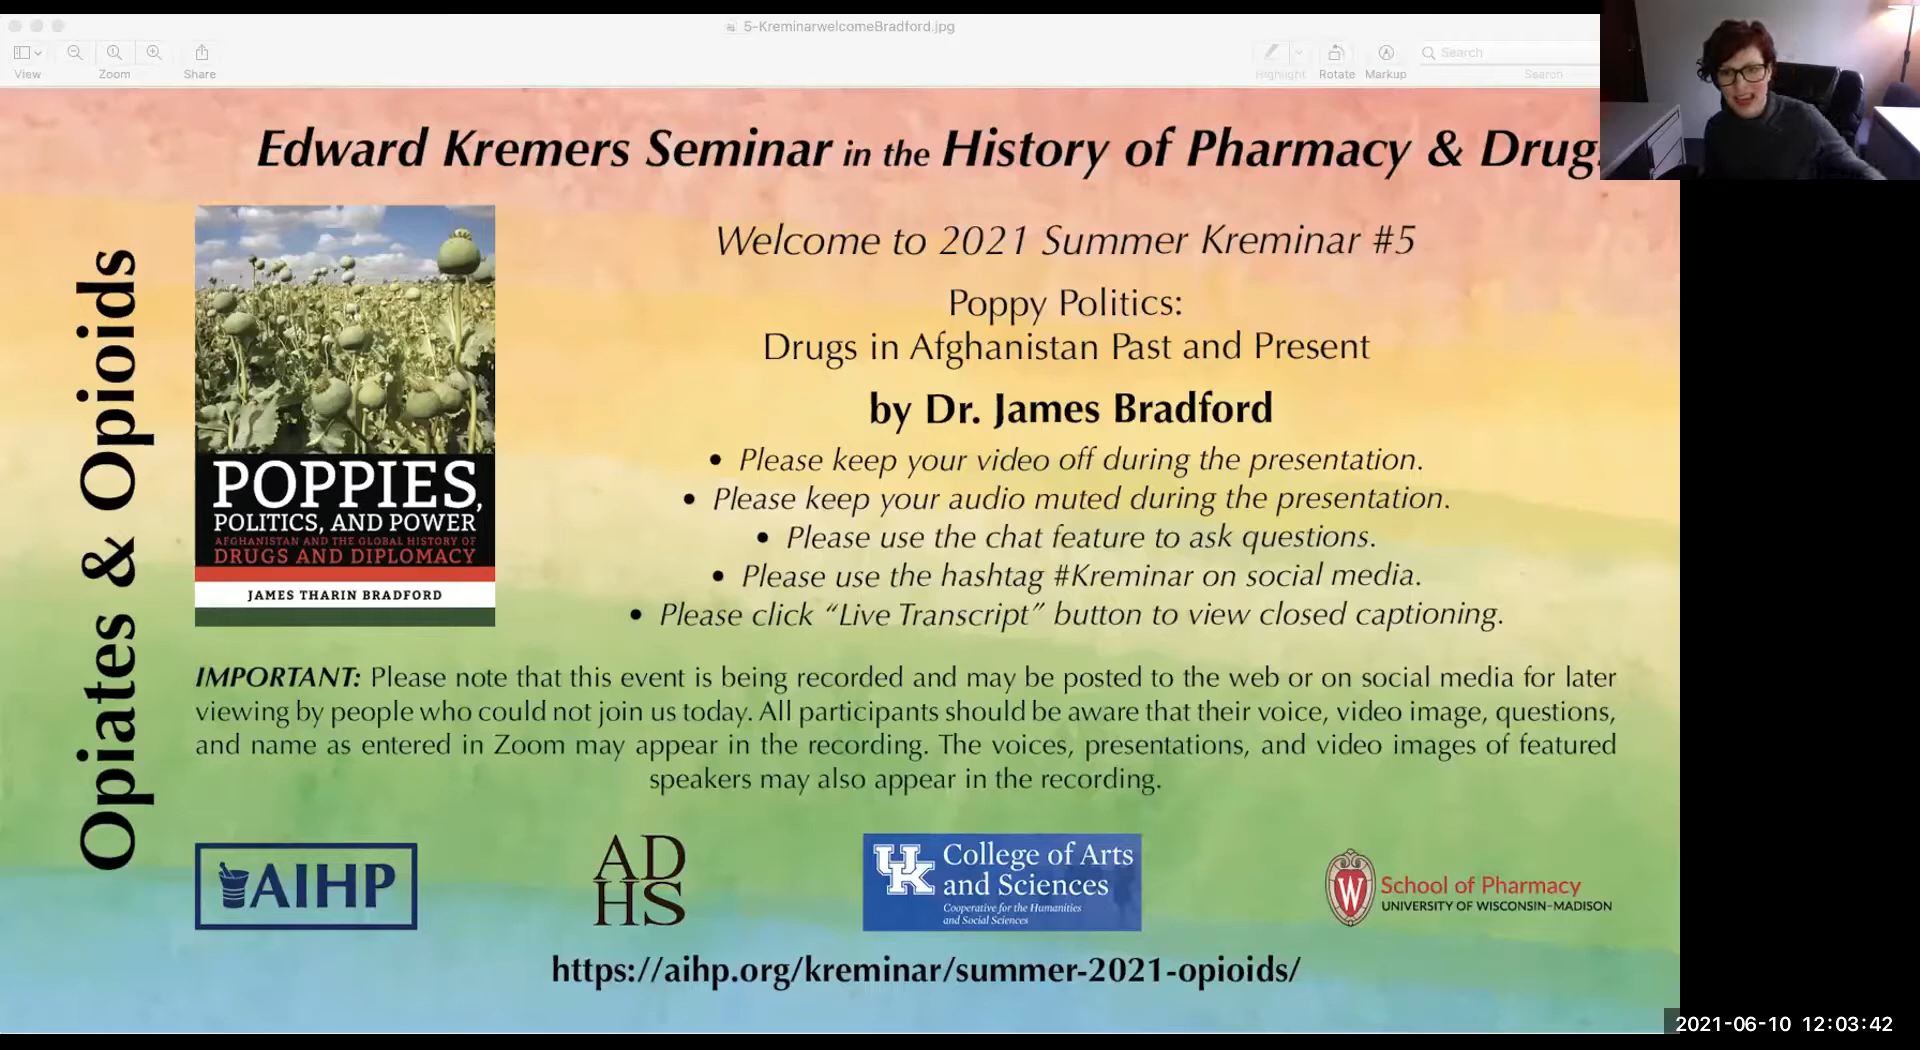 5-KreminarwelcomeBradford.jpg
View
Zoom
Share
Highlight
Rotate
Markup
Search
Search
Edward Kremers Seminar in the History of Pharmacy & Drug
Opiates & Opioids
Welcome to 2021 Summer Kreminar #5
Poppy Politics:
Drugs in Afghanistan Past and Present
by Dr. James Bradford
• Please keep your video off during the presentation.
• Please keep your audio muted during the presentation.
• Please use the chat feature to ask questions.
• Please use the hashtag #Kreminar on social media.
• Please click “Live Transcript” button to view closed captioning.
POPPIES,
POLITICS, AND POWER
AFGHANISTAN AND THE GLOBAL HISTORY OF
DRUGS AND DIPLOMACY
JAMES THARIN BRADFORD
IMPORTANT: Please note that this event is being recorded and may be posted to the web or on social media for later
viewing by people who could not join us today. All participants should be aware that their voice, video image, questions,
and name as entered in Zoom may appear in the recording. The voices, presentations, and video images of featured
speakers may also appear in the recording.
AIHP
AD
HS
UK
College of Arts
and Sciences
Cooperative for the Humanities
and Social Sciences
W
School of Pharmacy
UNIVERSITY OF WISCONSIN-MADISON
https://aihp.org/kreminar/summer-2021-opioids/
2021-06-10 12:03:42